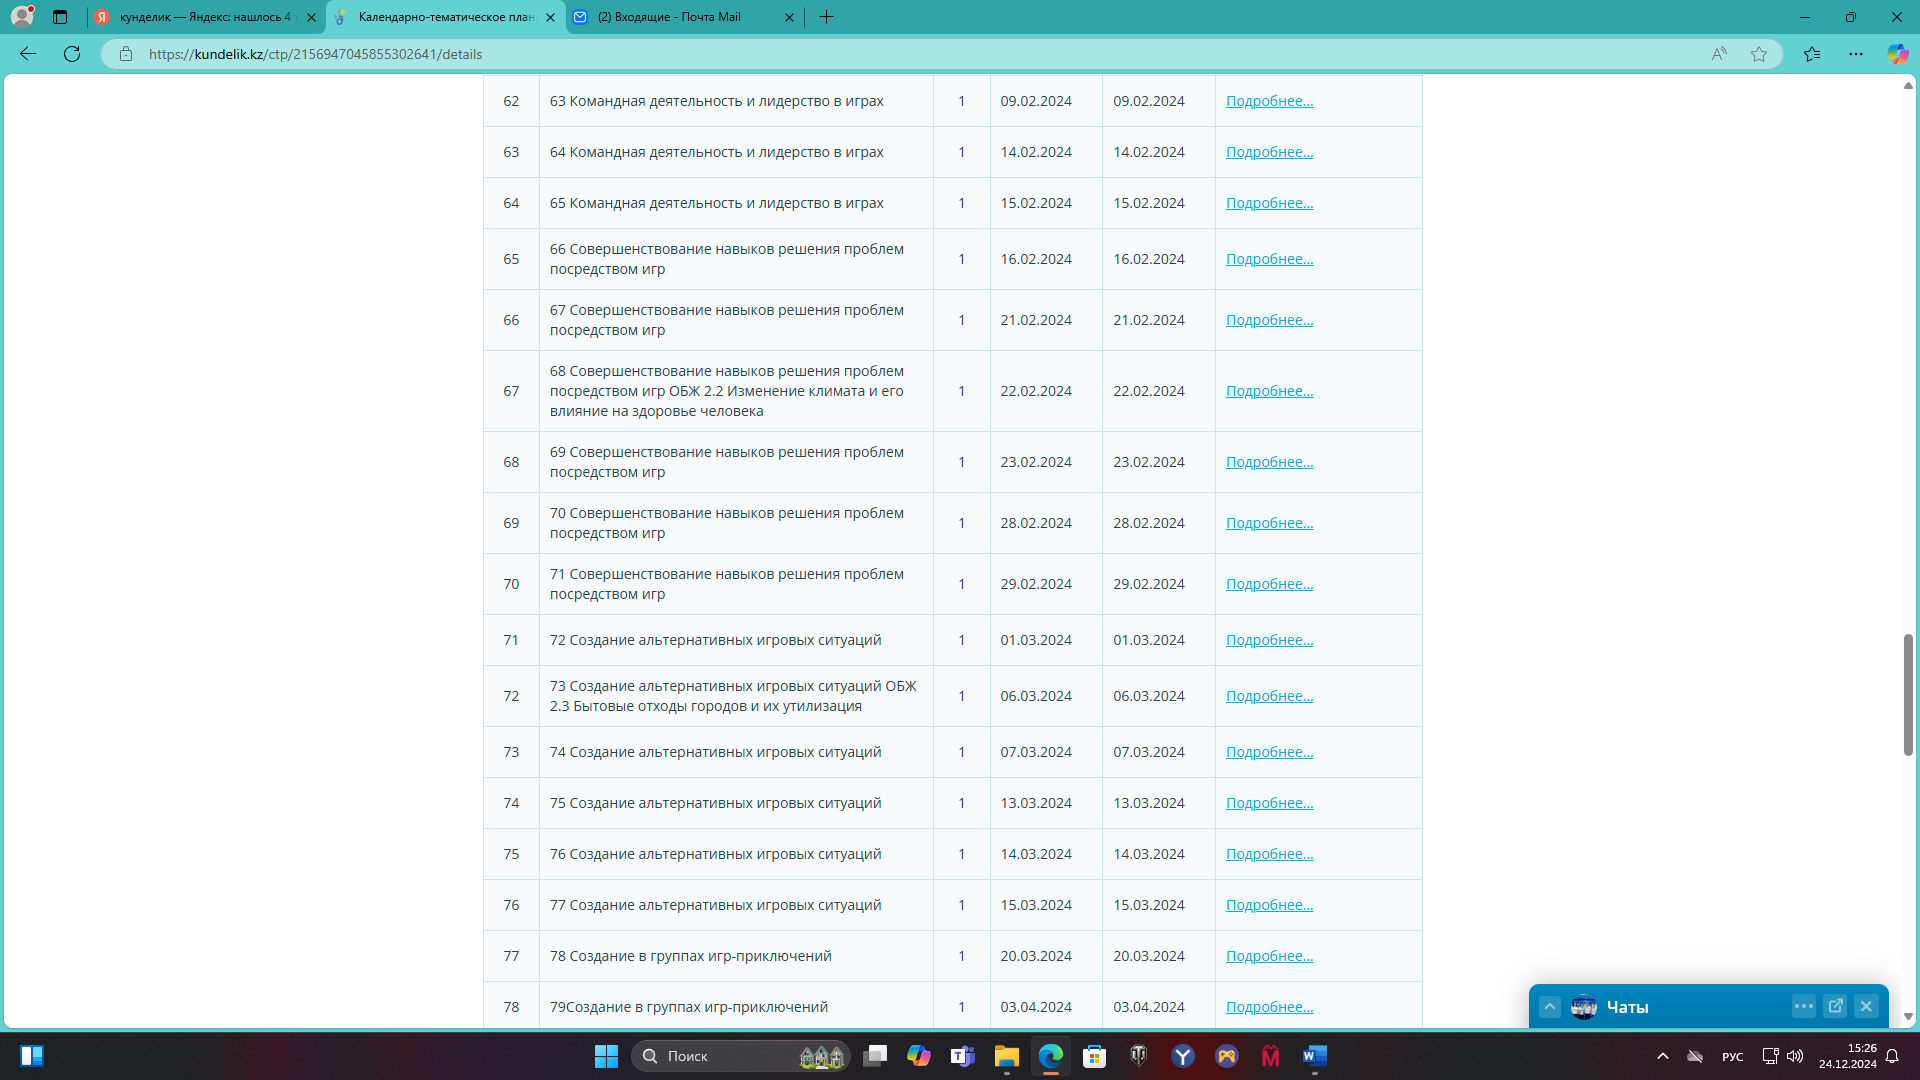 кунделик — Яндекс: нашлось 4 т
Календарно-тематическое план
(2) Входящие - Почта Mail
https://kundelik.kz/ctp/2156947045855302641/details
62 63 Командная деятельность и лидерство в играх 1 09.02.2024 09.02.2024 Подробнее...
63 64 Командная деятельность и лидерство в играх 1 14.02.2024 14.02.2024 Подробнее...
64 65 Командная деятельность и лидерство в играх 1 15.02.2024 15.02.2024 Подробнее...
65 66 Совершенствование навыков решения проблем
посредством игр 1 16.02.2024 16.02.2024 Подробнее...
66 67 Совершенствование навыков решения проблем
посредством игр 1 21.02.2024 21.02.2024 Подробнее...
68 Совершенствование навыков решения проблем
67 посредством игр ОБЖ 2.2 Изменение климата и его 1 22.02.2024 22.02.2024 Подробнее...
влияние на здоровье человека
68 69 Совершенствование навыков решения проблем
посредством игр 1 23.02.2024 23.02.2024 Подробнее...
69 70 Совершенствование навыков решения проблем
посредством игр 1 28.02.2024 28.02.2024 Подробнее...
70 71 Совершенствование навыков решения проблем
посредством игр 1 29.02.2024 29.02.2024 Подробнее...
71 72 Создание альтернативных игровых ситуаций 1 01.03.2024 01.03.2024 Подробнее...
72 73 Создание альтернативных игровых ситуаций ОБЖ
2.3 Бытовые отходы городов и их утилизация 1 06.03.2024 06.03.2024 Подробнее...
73 74 Создание альтернативных игровых ситуаций 1 07.03.2024 07.03.2024 Подробнее...
74 75 Создание альтернативных игровых ситуаций 1 13.03.2024 13.03.2024 Подробнее...
75 76 Создание альтернативных игровых ситуаций 1 14.03.2024 14.03.2024 Подробнее...
76 77 Создание альтернативных игровых ситуаций 1 15.03.2024 15.03.2024 Подробнее...
77 78 Создание в группах игр-приключений 1 20.03.2024 20.03.2024 Подробнее...
78 79Создание в группах игр-приключений 1 03.04.2024 03.04.2024 Подробнее...
Чаты
Поиск
РУС
15:26
24.12.2024